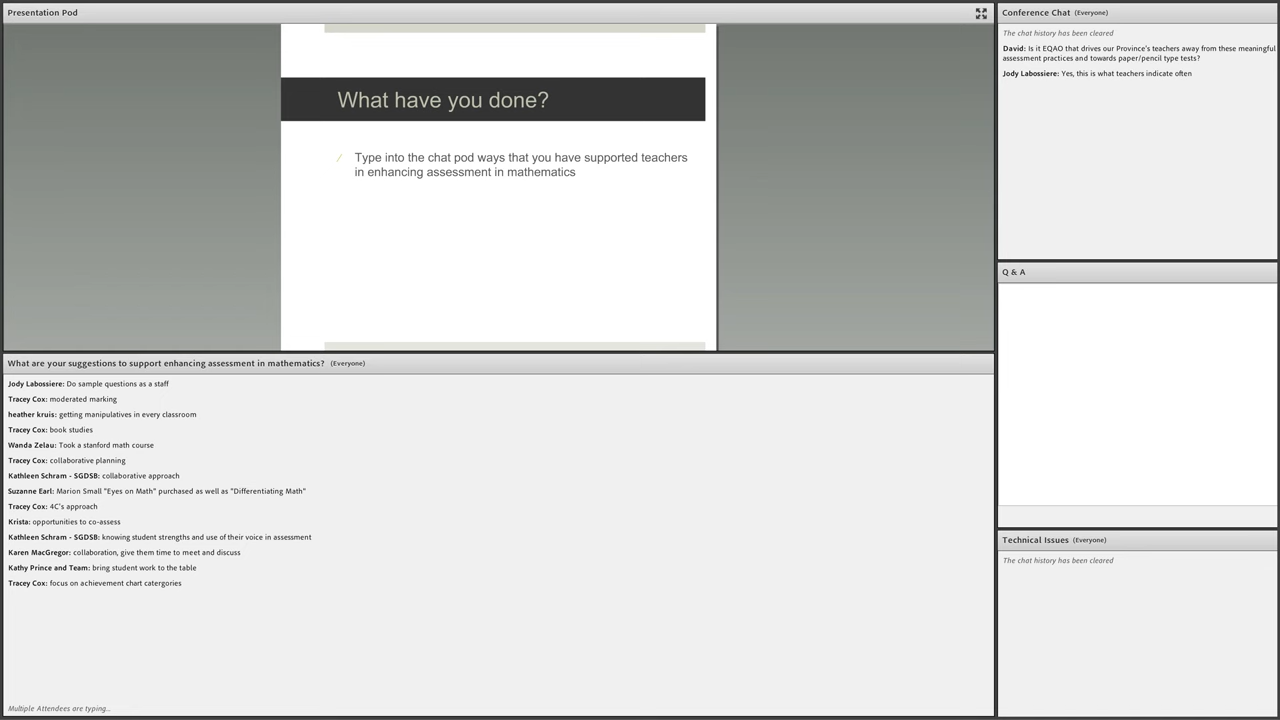 Presentation Pod
What have you done?
Type into the chat pod ways that you have supported teachers
in enhancing assessment in mathematics
What are your suggestions to support enhancing assessment in mathematics? (Everyone)
Jody Labossiere: Do sample questions as a staff
Tracey Cox: moderated marking
heather kruis: getting manipulatives in every classroom
Tracey Cox: book studies
Wanda Zelau: Took a stanford math course
Tracey Cox: collaborative planning
Kathleen Schram - SGDSB: collaborative approach
Suzanne Earl: Marion Small "Eyes on Math" purchased as well as "Differentiating Math"
Tracey Cox: 4C's approach
Krista: opportunities to co-assess
Kathleen Schram - SGDSB: knowing student strengths and use of their voice in assessment
Karen MacGregor: collaboration, give them time to meet and discuss
Kathy Prince and Team: bring student work to the table
Tracey Cox: focus on achievement chart catergories
Multiple Attendees are typing...
Conference Chat (Everyone)
The chat history has been cleared
David: Is it EQAO that drives our Province's teachers away from these meaningful
assessment practices and towards paper/pencil type tests?
Jody Labossiere: Yes, this is what teachers indicate often
Q & A
Technical Issues (Everyone)
The chat history has been cleared